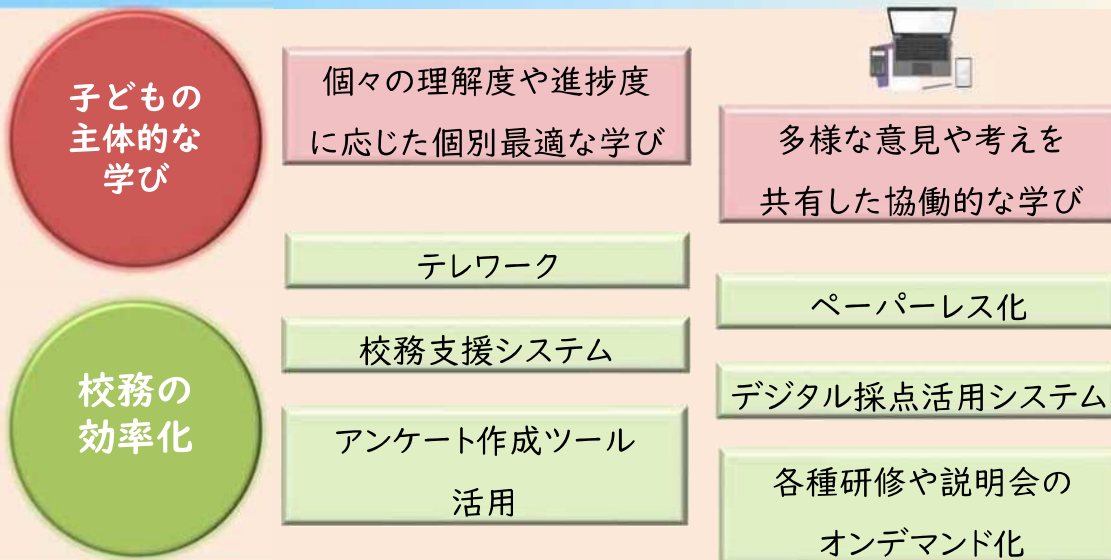 子どもの
主体的な
学び
個々の理解度や進捗度
に応じた個別最適な学び
多様な意見や考えを
共有した協働的な学び
校務の
効率化
テレワーク
校務支援システム
アンケート作成ツール
活用
ペーパーレス化
デジタル採点活用システム
各種研修や説明会の
オンデマンド化